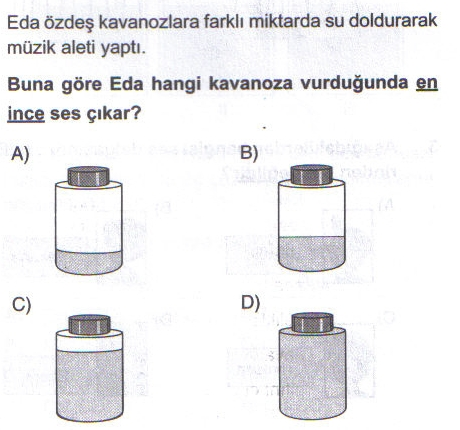 Eda özdeş kavanozlara farklı miktarda su doldurarak
müzik aleti yaptı.
Buna göre Eda hangi kavanoza vurduğunda en
ince ses çıkar?
A)
B)
C)
D)